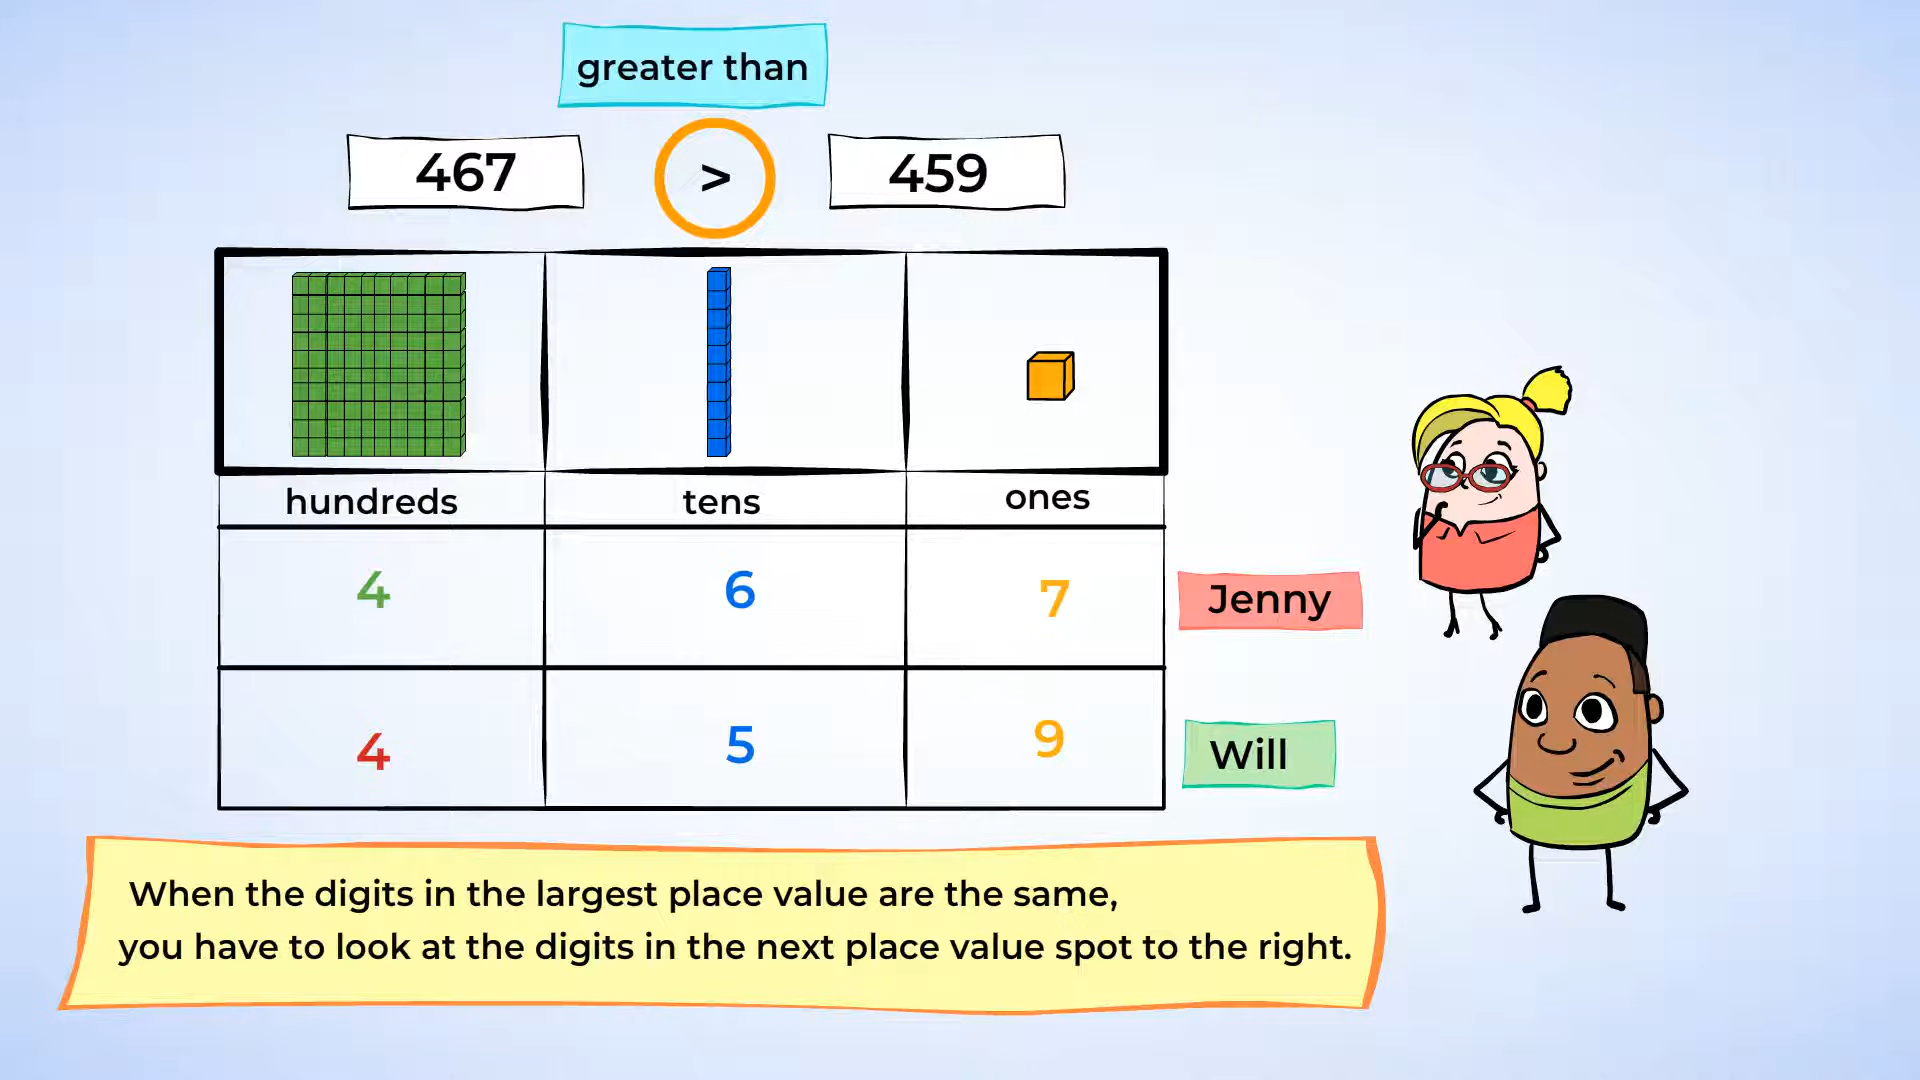 greater than
467 > 459
hundreds tens ones
4 6 7 Jenny
4 5 9 Will
When the digits in the largest place value are the same,
you have to look at the digits in the next place value spot to the right.